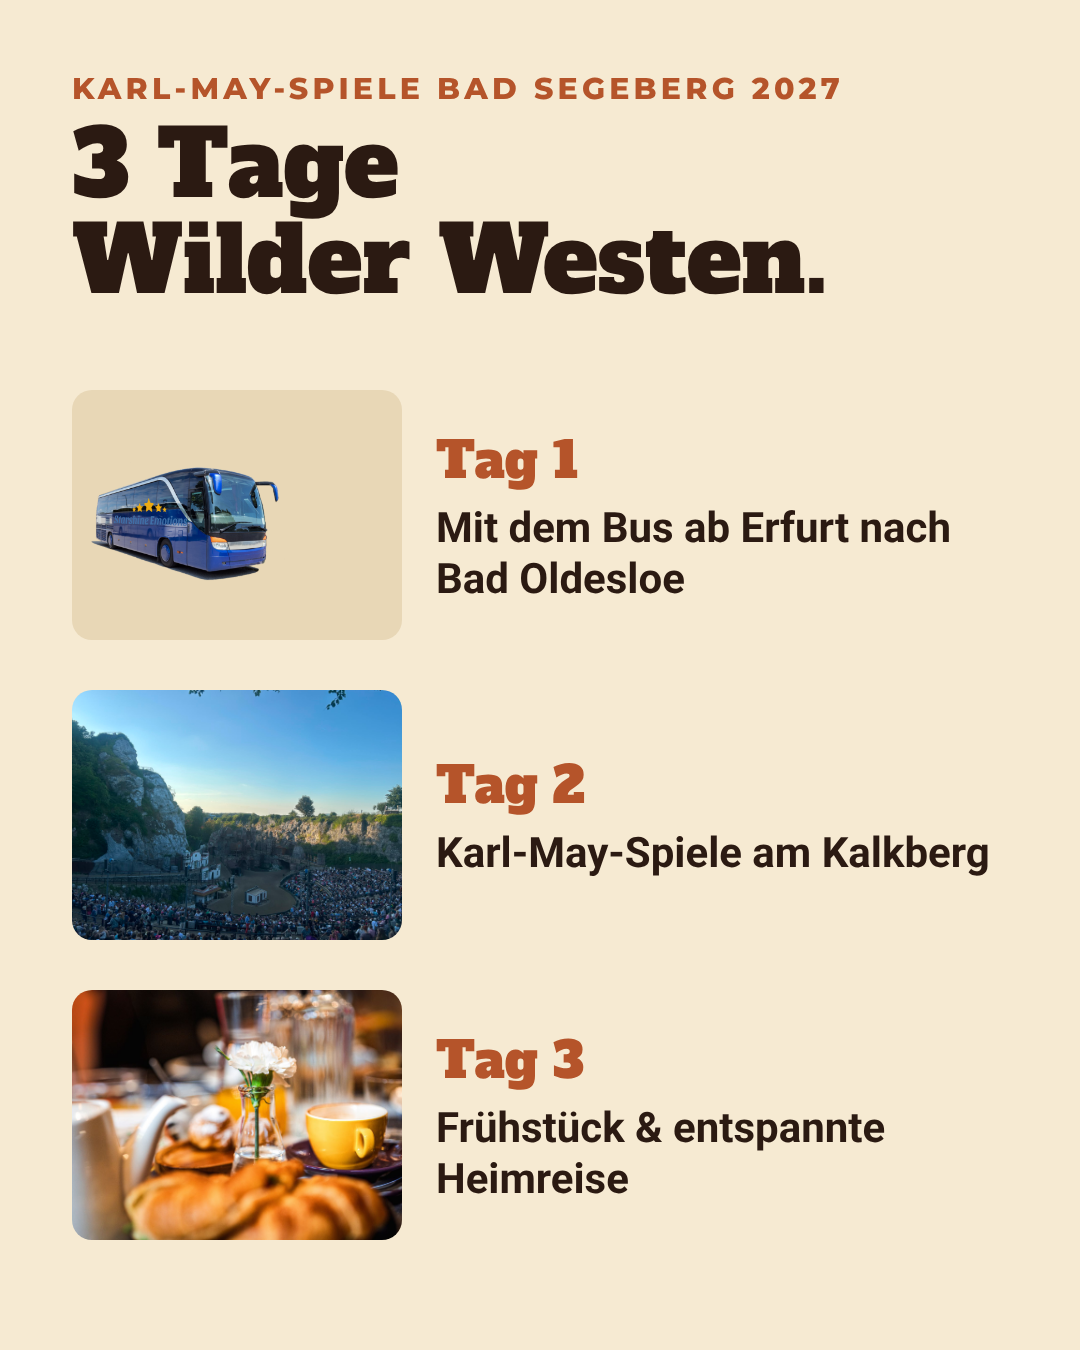 KARL-MAY-SPIELE BAD SEGEBERG 2027
3 Tage
Wilder Westen.
Tag 1
Mit dem Bus ab Erfurt nach
Bad Oldesloe
Tag 2
Karl-May-Spiele am Kalkberg
Tag 3
Frühstück & entspannte
Heimreise